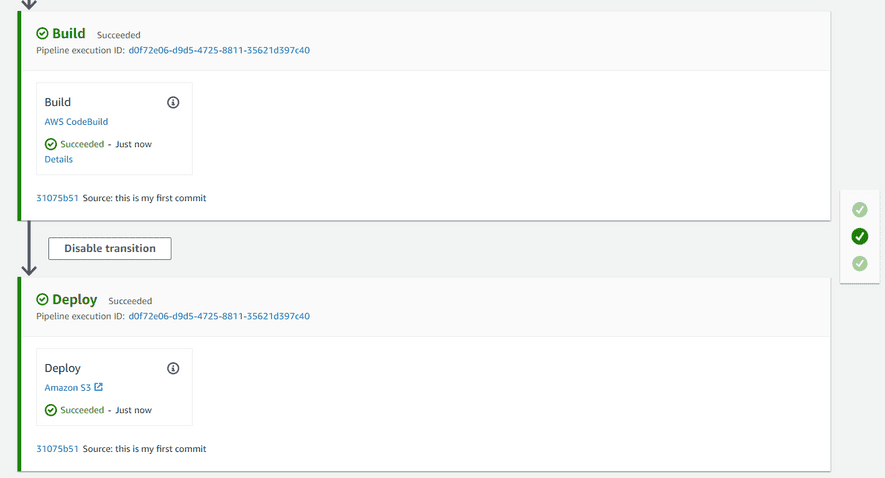 Build Succeeded
Pipeline execution ID: d0f72e06-d9d5-4725-8811-35621d397c40
Build
AWS CodeBuild
Succeeded - Just now
Details
31075b51 Source: this is my first commit
Disable transition
Deploy Succeeded
Pipeline execution ID: d0f72e06-d9d5-4725-8811-35621d397c40
Deploy
Amazon S3
Succeeded - Just now
31075b51 Source: this is my first commit